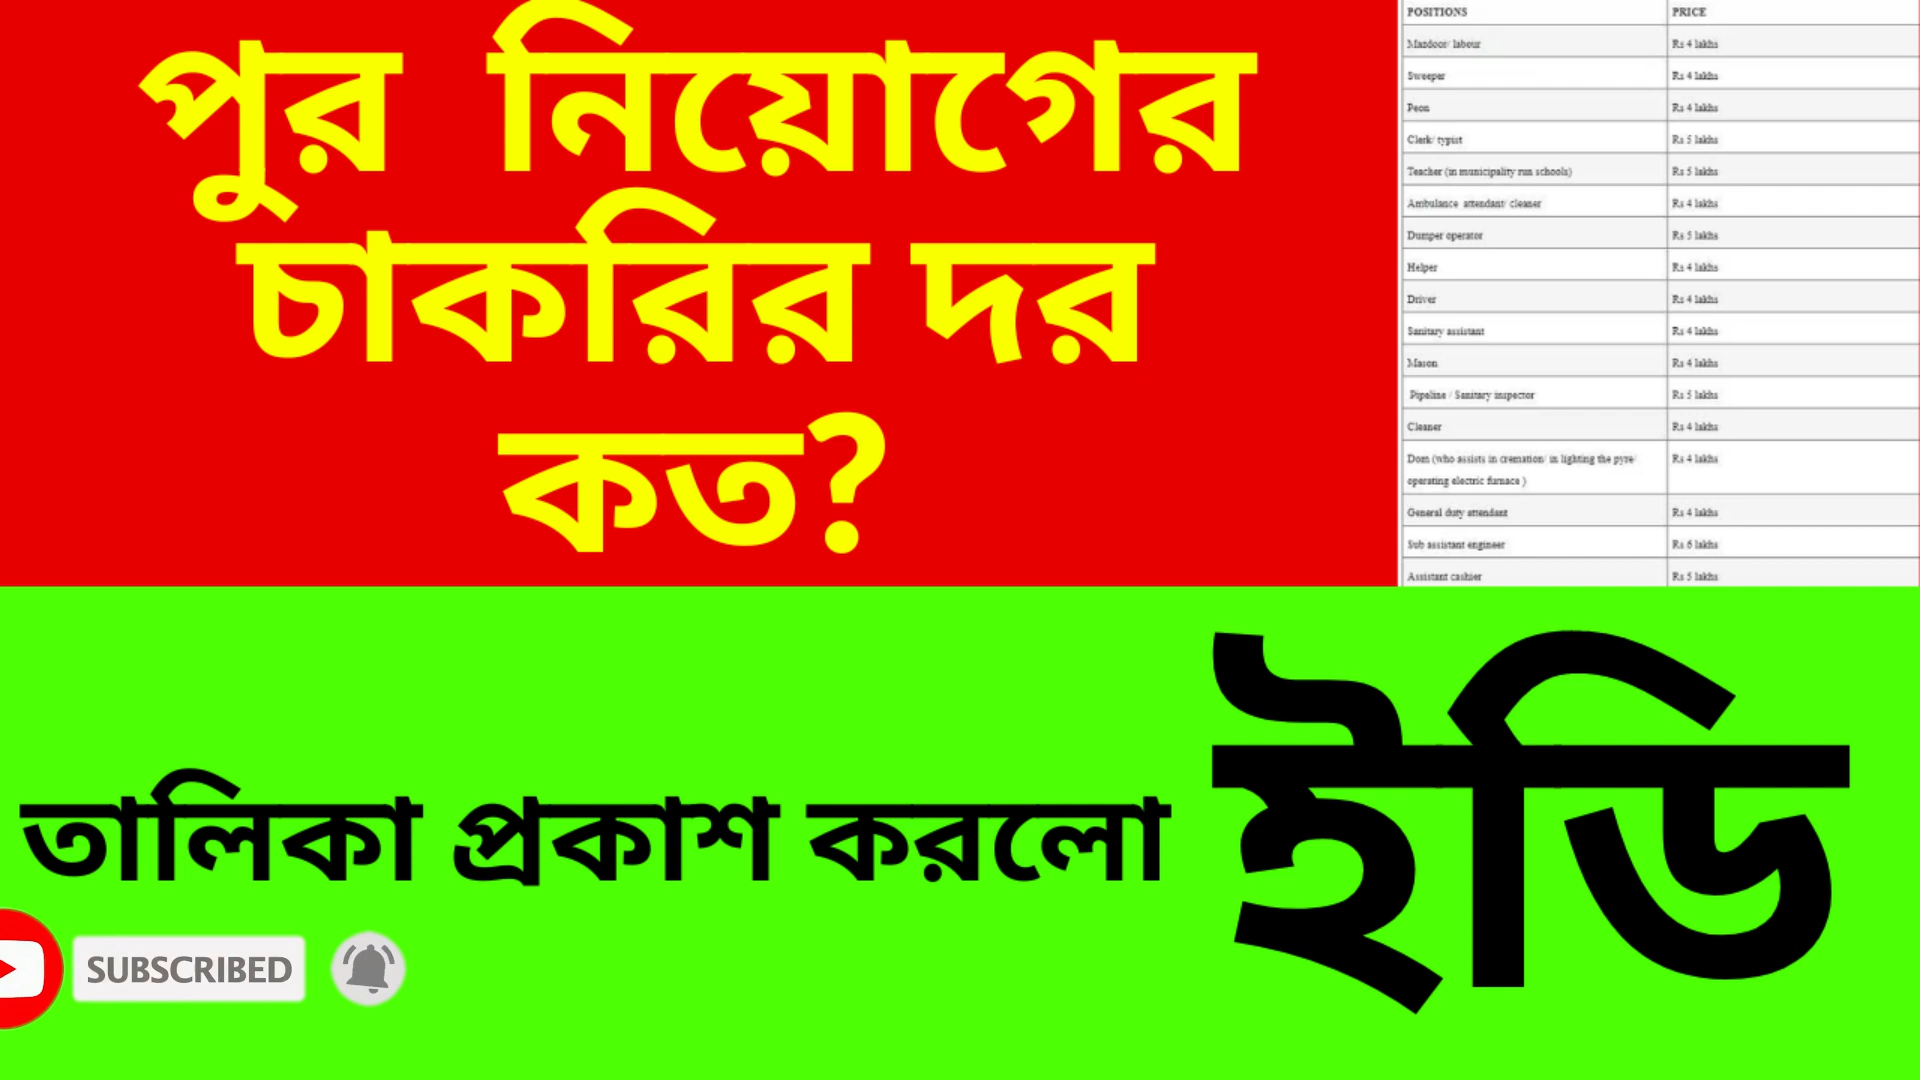 পুর নিয়োগের
চাকরির দর
কত?
POSITIONS PRICE
Mazdoor/ labour Rs 4 lakhs
Sweeper Rs 4 lakhs
Peon Rs 4 lakhs
Clerk/ typist Rs 5 lakhs
Teacher (in municipality run schools) Rs 5 lakhs
Ambulance attendant/ cleaner Rs 4 lakhs
Dumper operator Rs 5 lakhs
Helper Rs 4 lakhs
Driver Rs 4 lakhs
Sanitary assistant Rs 4 lakhs
Mason Rs 4 lakhs
Pipeline / Sanitary inspector Rs 5 lakhs
Cleaner Rs 4 lakhs
Dom (who assists in cremation/ in lighting the pyre/ Rs 4 lakhs
operating electric furnace )
General duty attendant Rs 4 lakhs
Sub assistant engineer Rs 6 lakhs
Assistant cashier Rs 5 lakhs
তালিকা প্রকাশ করলো ইডি
SUBSCRIBED